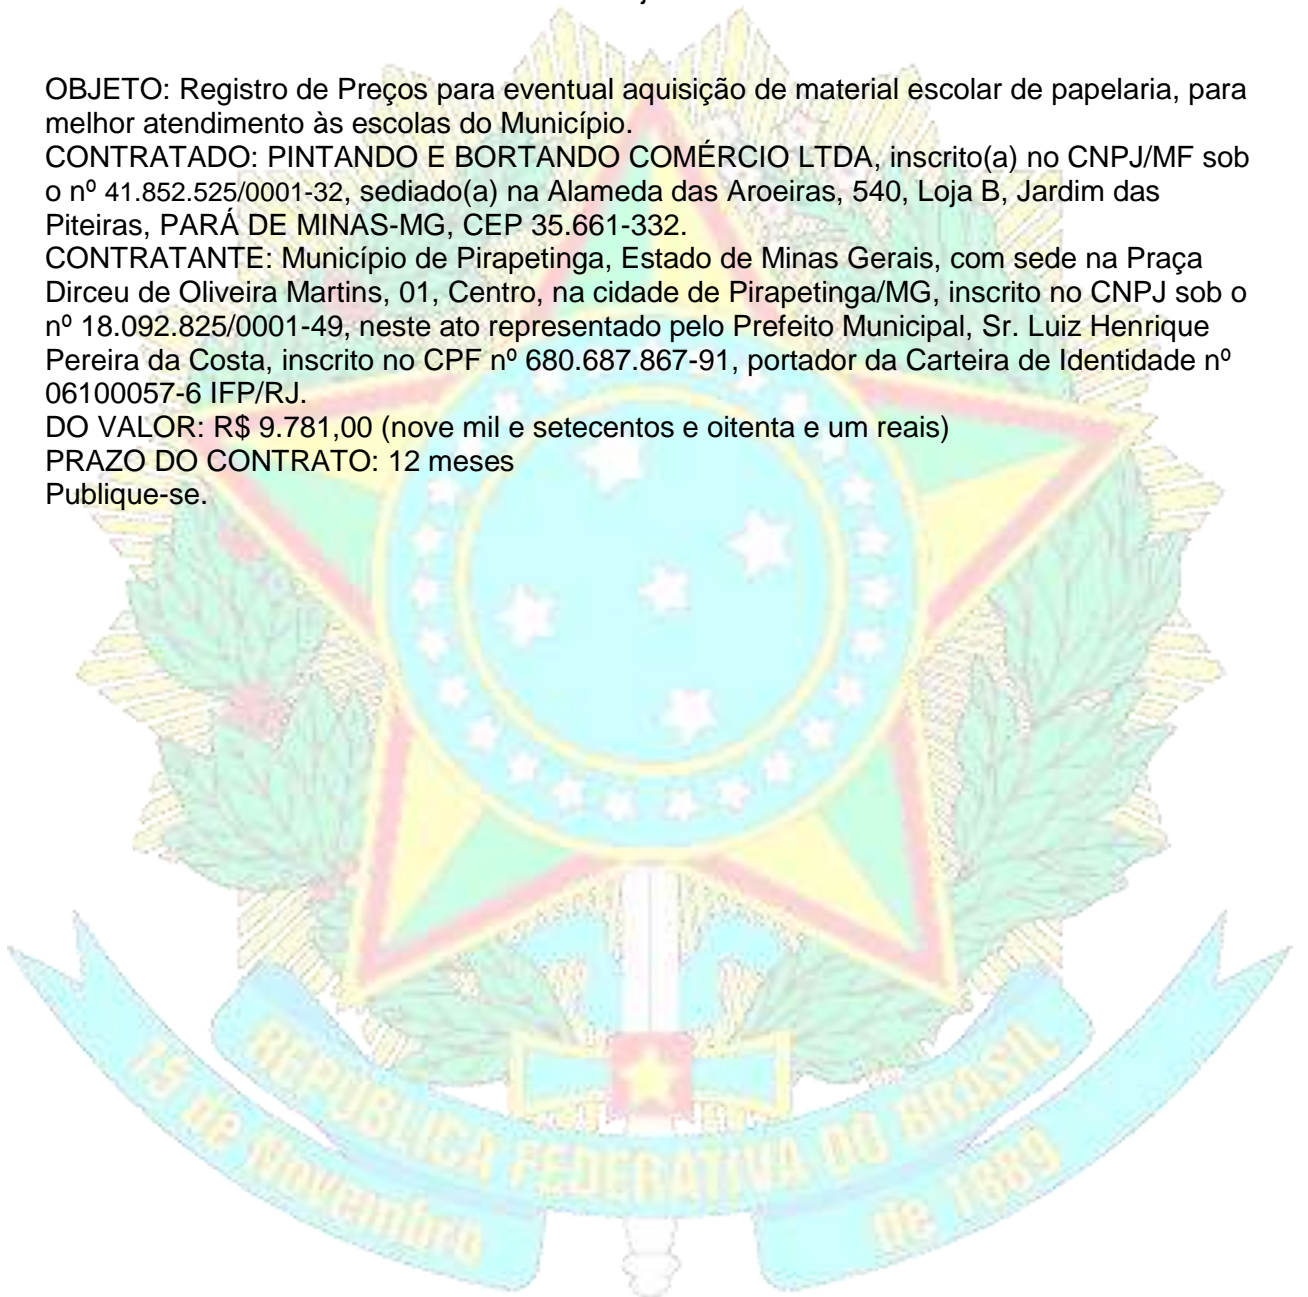 OBJETO: Registro de Preços para eventual aquisição de material escolar de papelaria, para
melhor atendimento às escolas do Município.
CONTRATADO: PINTANDO E BORTANDO COMÉRCIO LTDA, inscrito(a) no CNPJ/MF sob
o nº 41.852.525/0001-32, sediado(a) na Alameda das Aroeiras, 540, Loja B, Jardim das
Piteiras, PARÁ DE MINAS-MG, CEP 35.661-332.
CONTRATANTE: Município de Pirapetinga, Estado de Minas Gerais, com sede na Praça
Dirceu de Oliveira Martins, 01, Centro, na cidade de Pirapetinga/MG, inscrito no CNPJ sob o
nº 18.092.825/0001-49, neste ato representado pelo Prefeito Municipal, Sr. Luiz Henrique
Pereira da Costa, inscrito no CPF nº 680.687.867-91, portador da Carteira de Identidade nº
06100057-6 IFP/RJ.
DO VALOR: R$ 9.781,00 (nove mil e setecentos e oitenta e um reais)
PRAZO DO CONTRATO: 12 meses
Publique-se.
REPÚBLICA FEDERATIVA DO BRASIL
15 de Novembro
de 1889